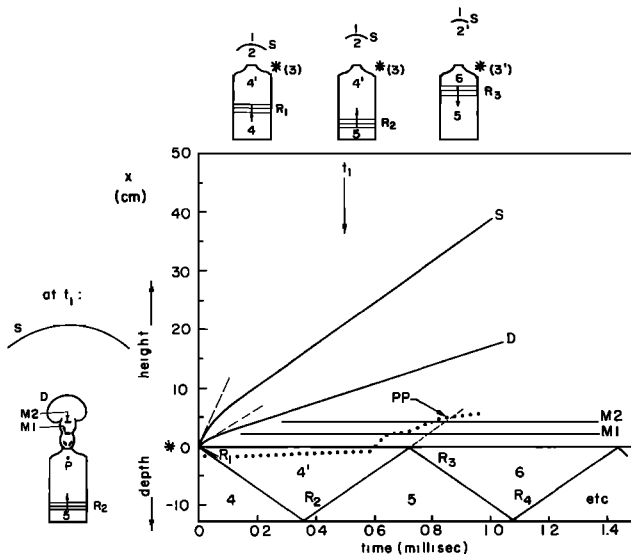 1
2
S
* (3)
4'
R1
4
1
2
S
* (3)
4'
R2
5
1
2'
S
* (3')
6
R3
5
x
(cm)
50
40
30
20
10
5
0
*
-10
t1
S
D
PP
M2
M1
R1
4'
R3
6
4
R2
5
R4
etc
height
depth
0
0.2
0.4
0.6
0.8
1.0
1.2
1.4
time (millisec)
at t1:
S
D
M2
M1
P
R2
5